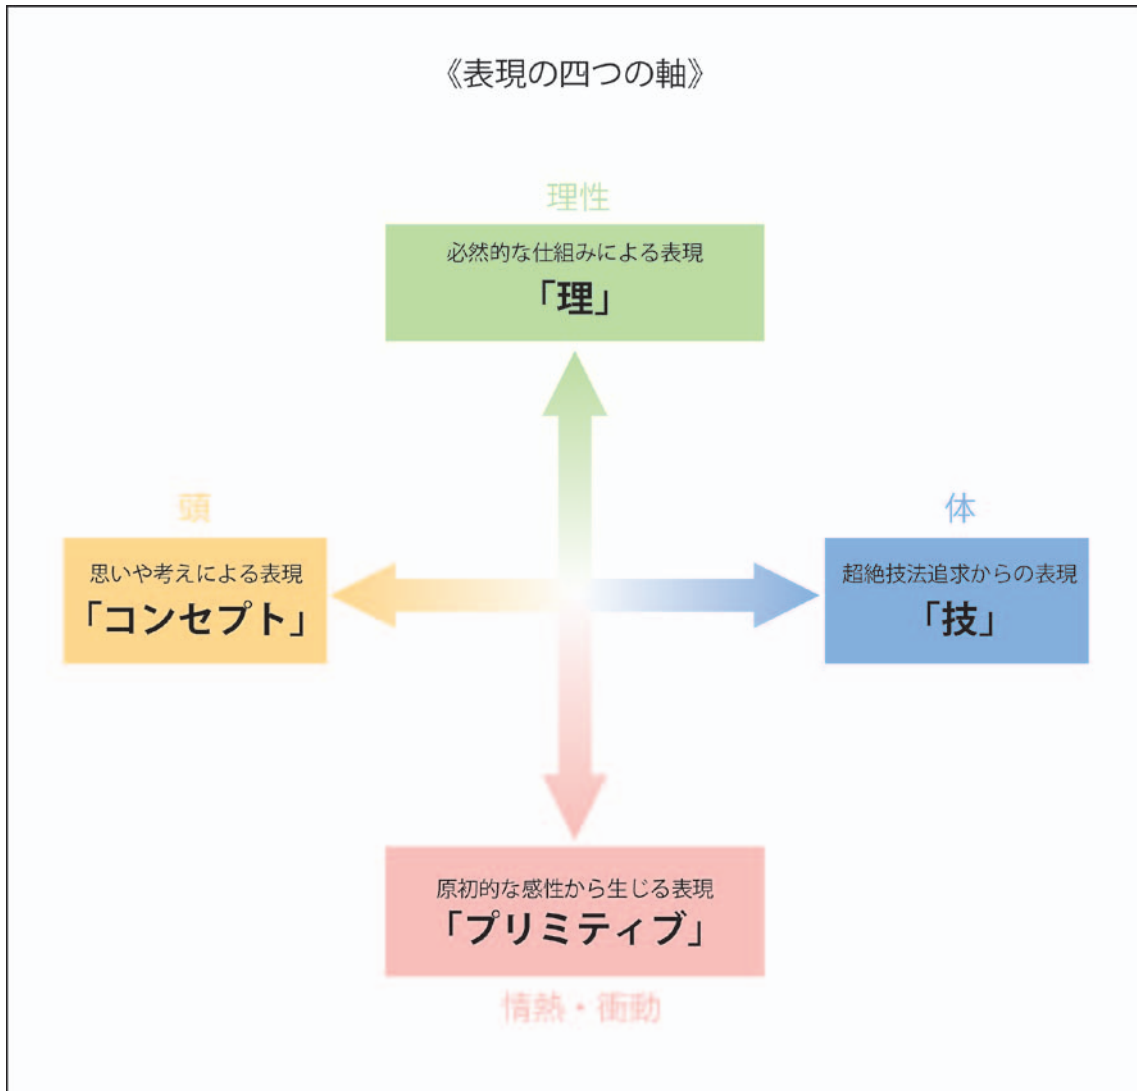 《表現の四つの軸》
理性
必然的な仕組みによる表現
「理」
頭
思いや考えによる表現
「コンセプト」
体
超絶技法追求からの表現
「技」
原初的な感性から生じる表現
「プリミティブ」
情熱・衝動